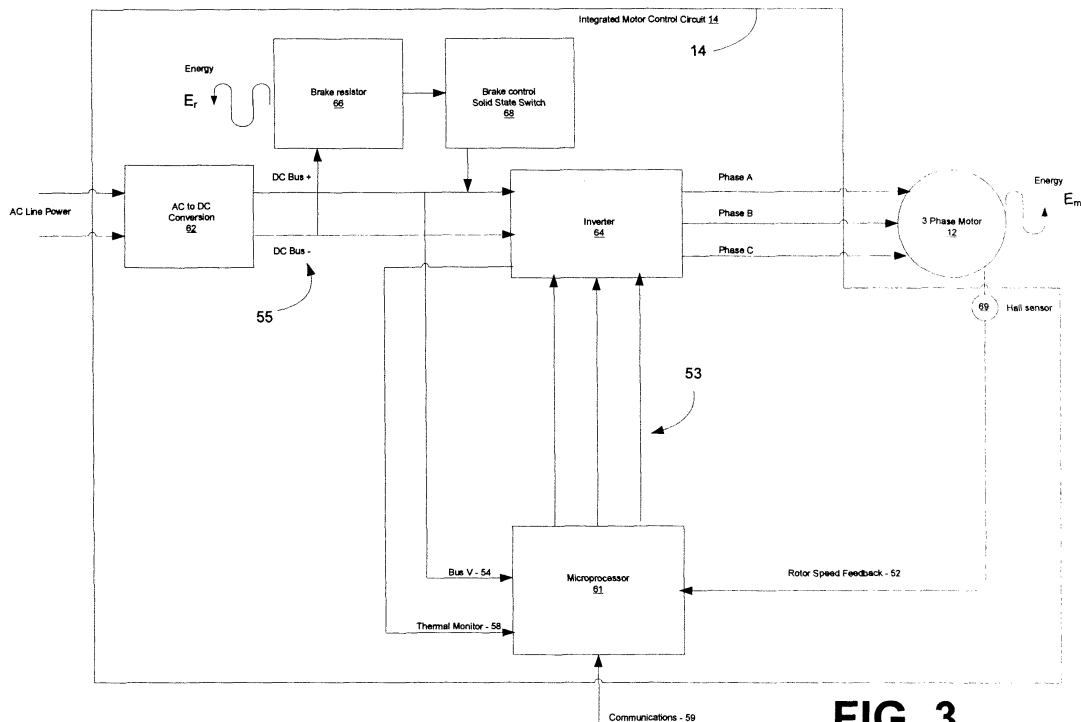 Integrated Motor Control Circuit 14
14
Energy
Er
Brake resistor
66
Brake control
Solid State Switch
68
DC Bus +
AC Line Power
AC to DC
Conversion
62
DC Bus -
55
Inverter
64
Phase A
Phase B
Phase C
3 Phase Motor
12
Energy
Em
69
Hall sensor
53
Bus V - 54
Microprocessor
61
Rotor Speed Feedback - 52
Thermal Monitor - 58
Communications - 59
FIG. 3